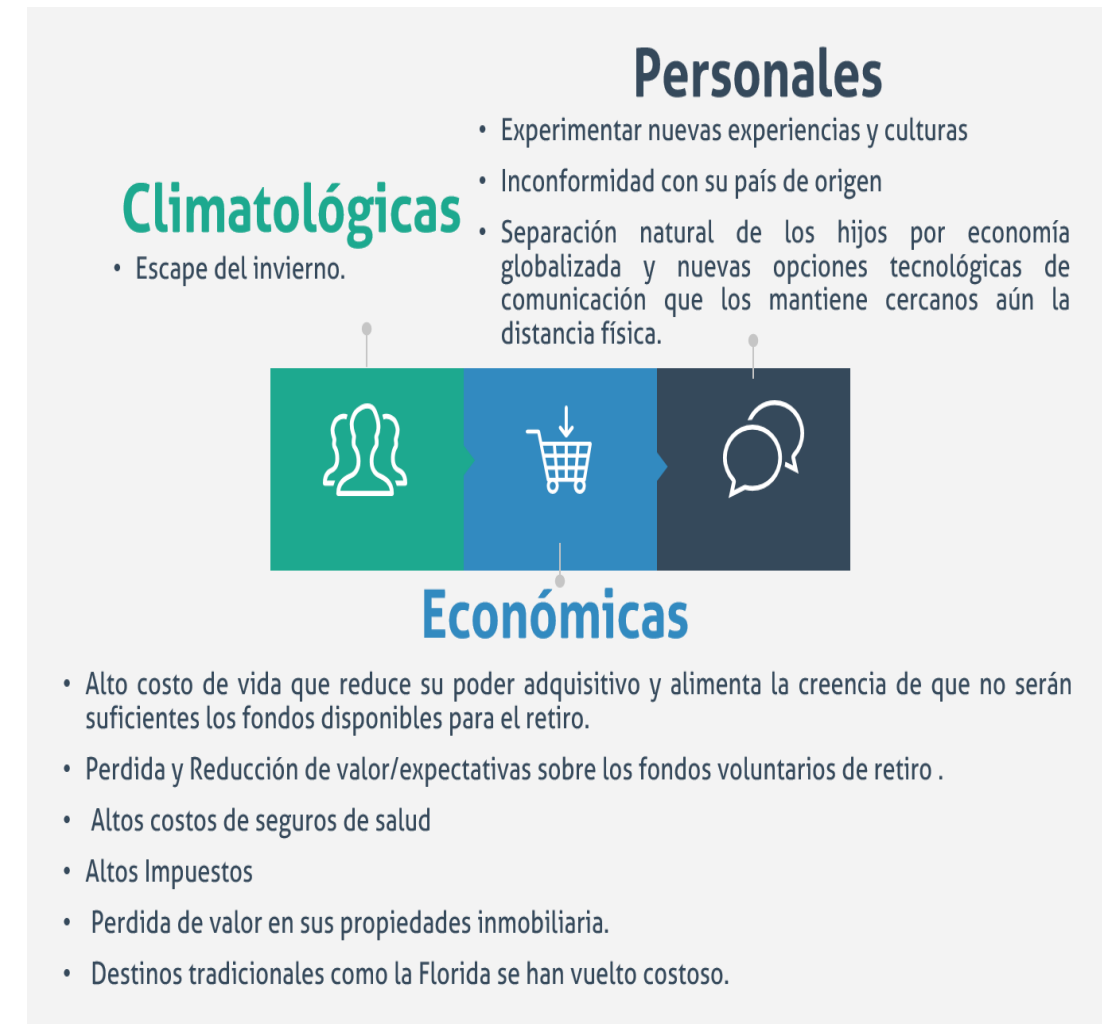 Personales
• Experimentar nuevas experiencias y culturas
• Inconformidad con su país de origen
• Separación natural de los hijos por economía
globalizada y nuevas opciones tecnológicas de
comunicación que los mantiene cercanos aún la
distancia física.
Climatológicas
• Escape del invierno.
Económicas
• Alto costo de vida que reduce su poder adquisitivo y alimenta la creencia de que no serán
suficientes los fondos disponibles para el retiro.
• Perdida y Reducción de valor/expectativas sobre los fondos voluntarios de retiro .
• Altos costos de seguros de salud
• Altos Impuestos
• Perdida de valor en sus propiedades inmobiliaria.
• Destinos tradicionales como la Florida se han vuelto costoso.